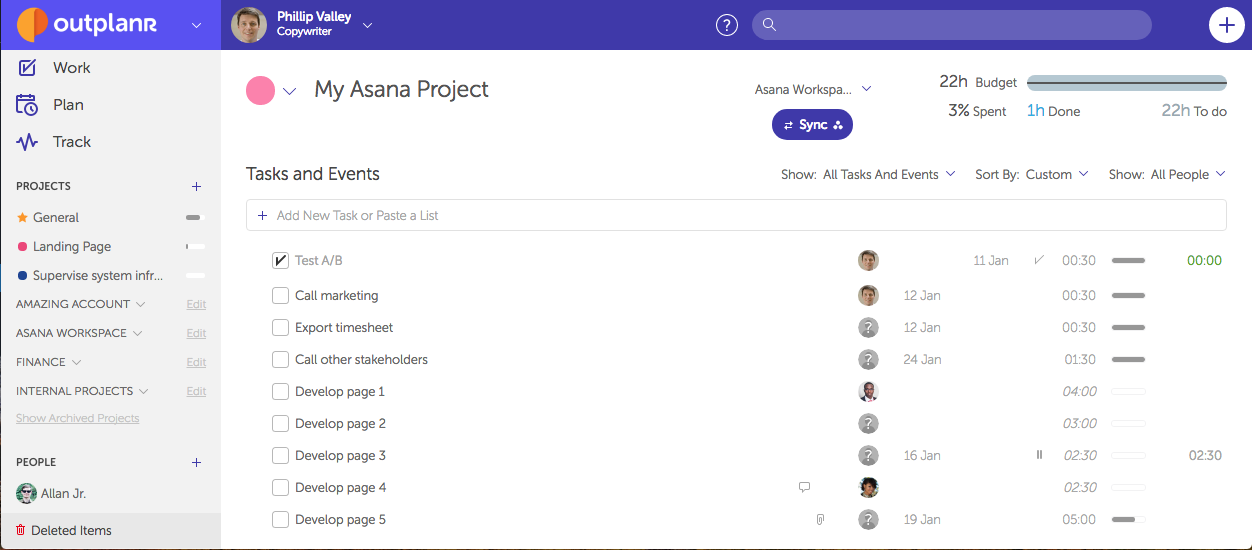 outplanr
Phillip Valley
Copywriter
?
Work
Plan
Track
PROJECTS +
General
Landing Page
Supervise system infr...
AMAZING ACCOUNT Edit
ASANA WORKSPACE Edit
FINANCE Edit
INTERNAL PROJECTS Edit
Show Archived Projects
PEOPLE +
Allan Jr.
Deleted Items
My Asana Project
Asana Workspa...
Sync
22h Budget
3% Spent 1h Done 22h To do
Tasks and Events
Show: All Tasks And Events Sort By: Custom Show: All People
+ Add New Task or Paste a List
Test A/B 11 Jan 00:30 00:00
Call marketing 12 Jan 00:30
Export timesheet ? 12 Jan 00:30
Call other stakeholders ? 24 Jan 01:30
Develop page 1 04:00
Develop page 2 ? 03:00
Develop page 3 ? 16 Jan 02:30 02:30
Develop page 4 02:30
Develop page 5 ? 19 Jan 05:00